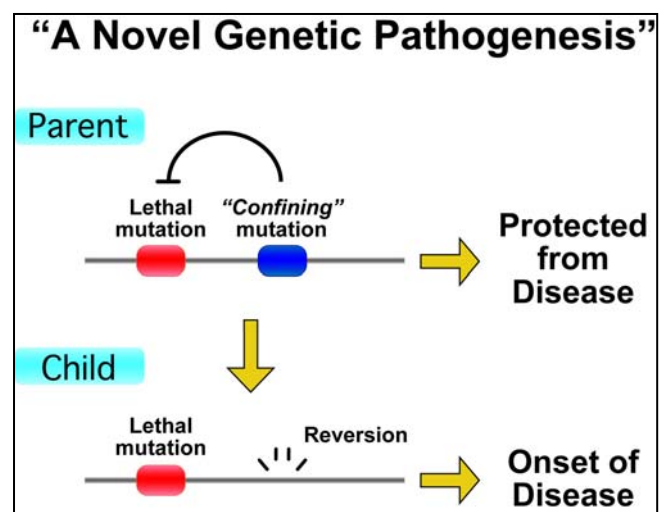 “A Novel Genetic Pathogenesis”
Parent
Lethal
mutation
“Confining”
mutation
Protected
from
Disease
Child
Lethal
mutation
Reversion
Onset of
Disease